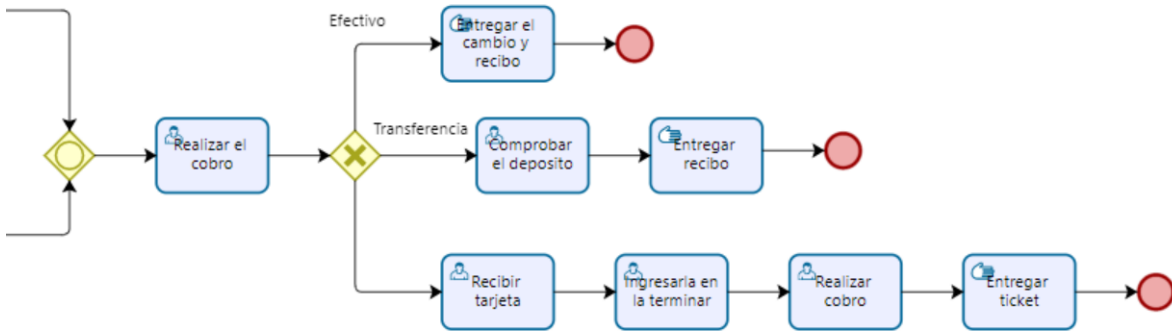 Efectivo
Entregar el
cambio y
recibo
Realizar el
cobro
Transferencia
Comprobar
el deposito
Entregar
recibo
Recibir
tarjeta
Ingresarla en
la terminar
Realizar
cobro
Entregar
ticket